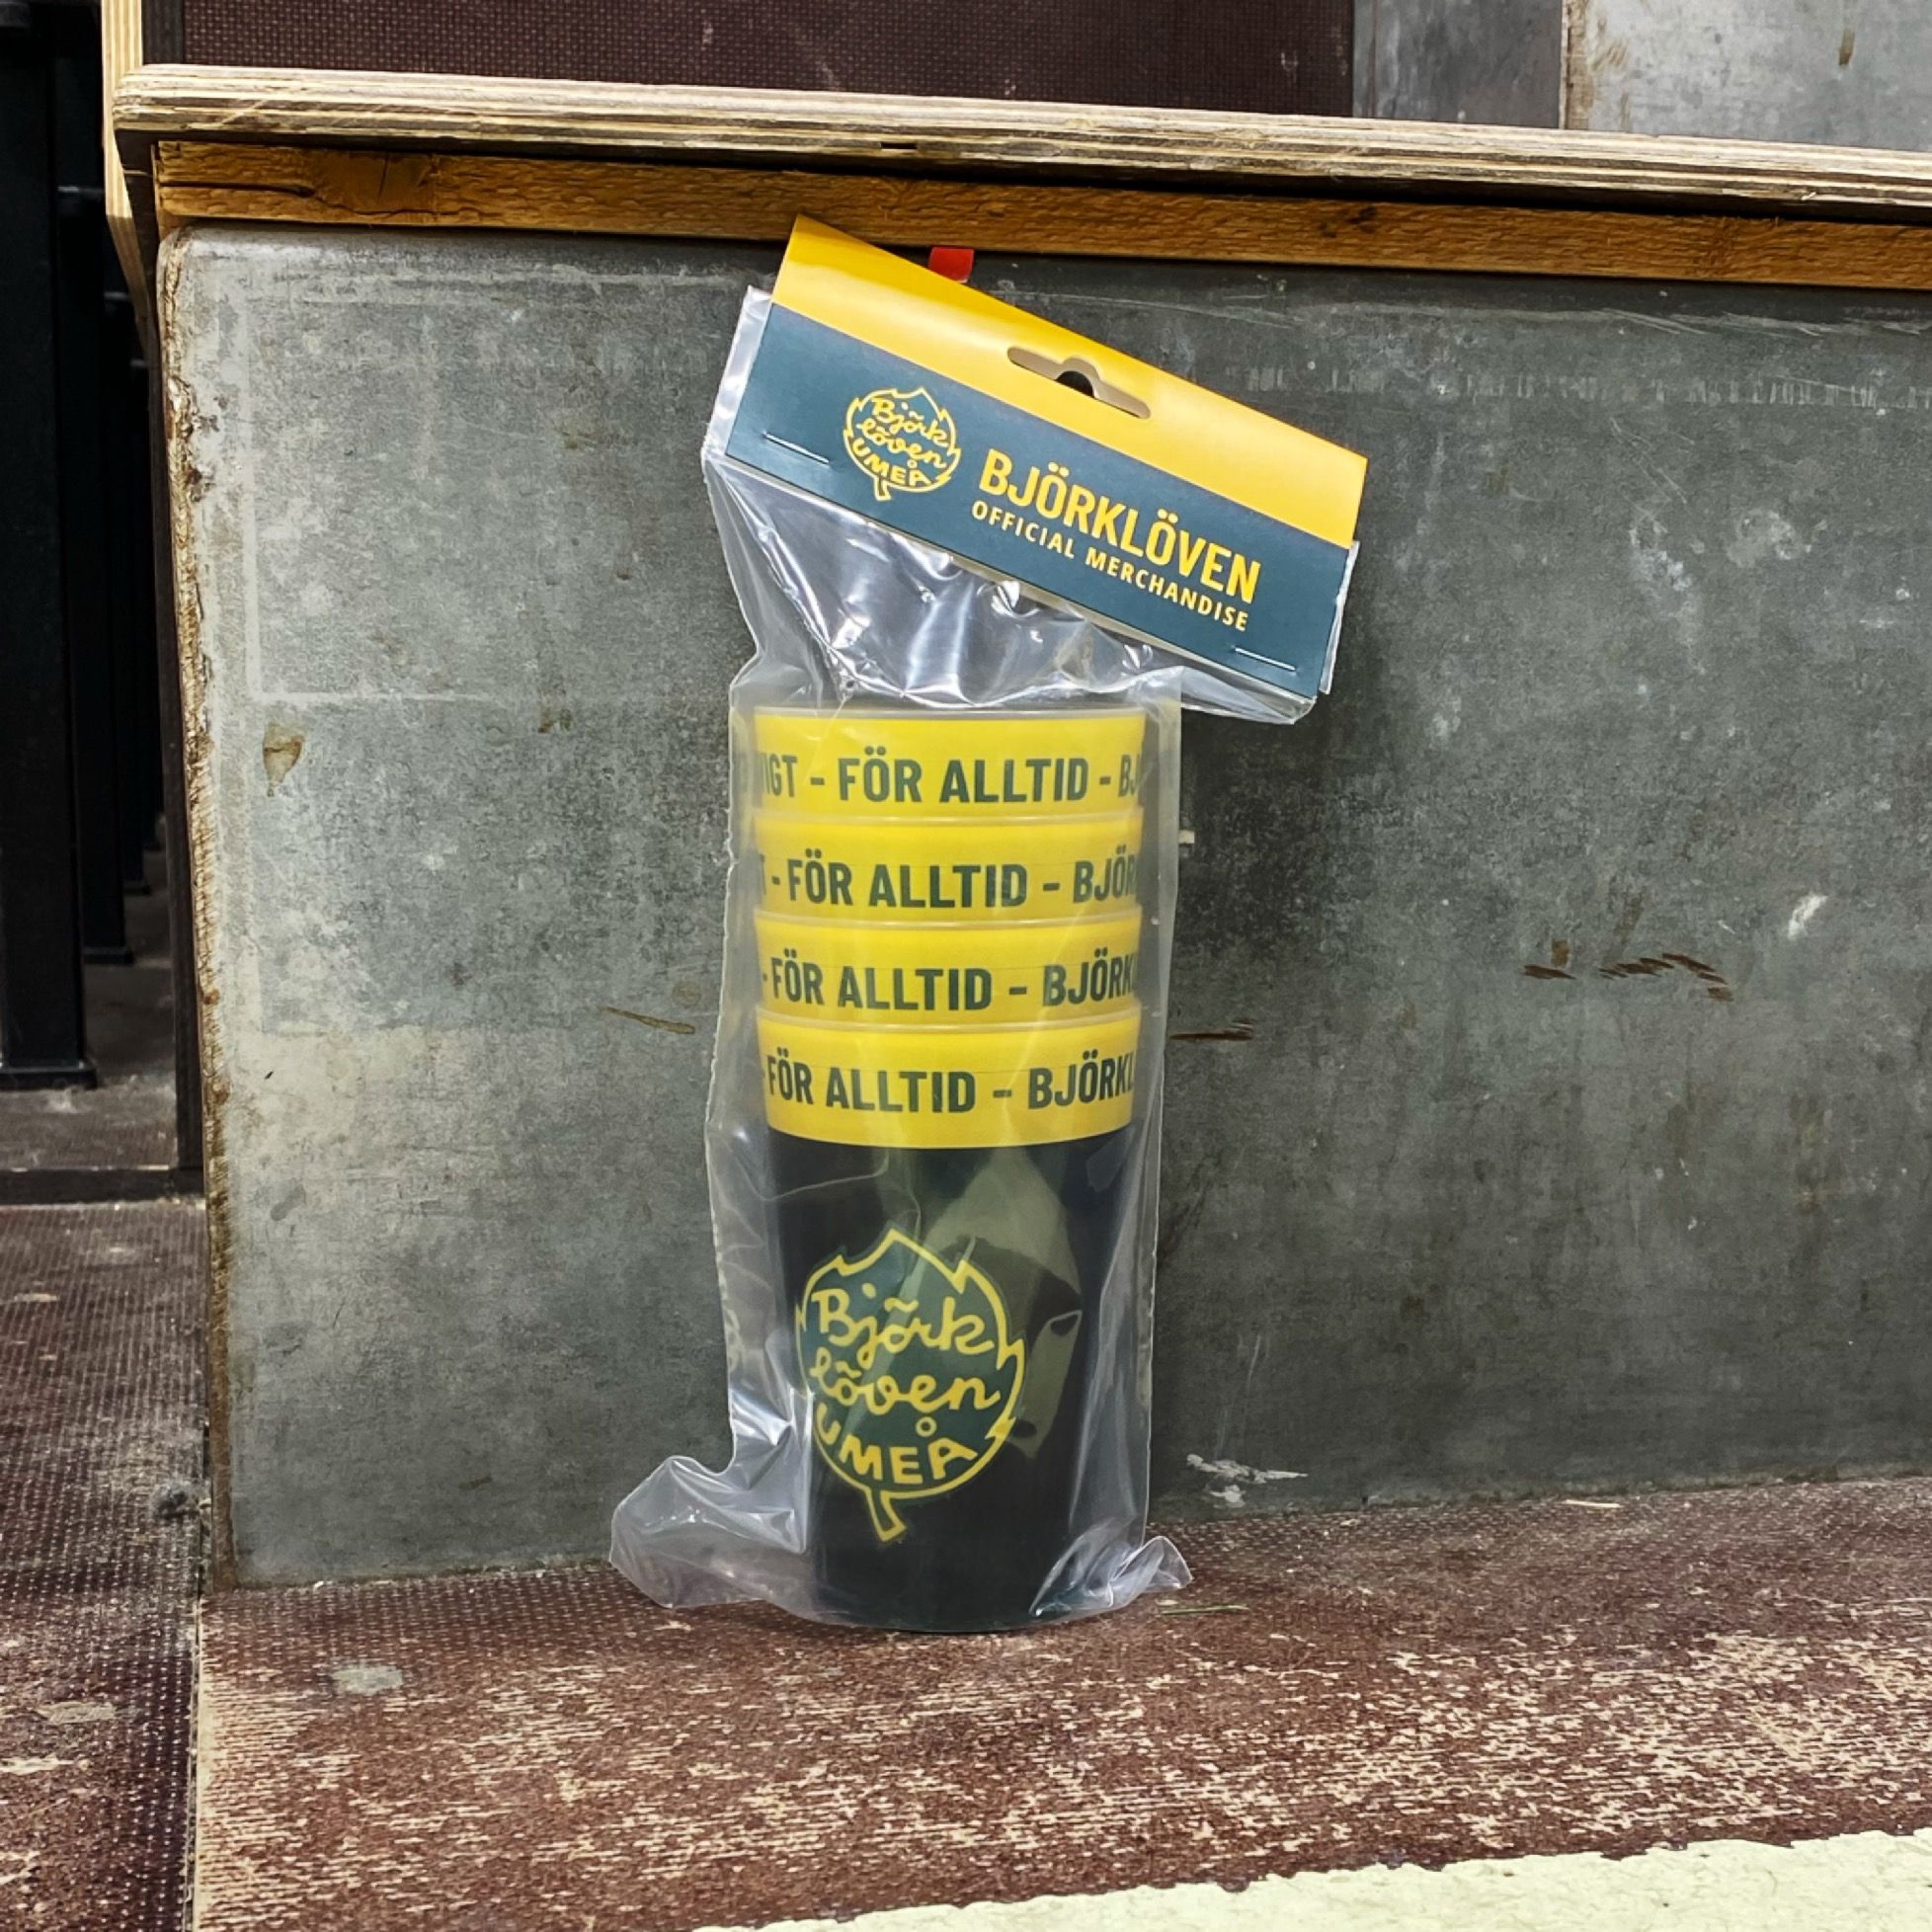 Björk
löven
UMEÅ
BJÖRKLÖVEN
OFFICIAL MERCHANDISE
- FÖR ALLTID -
- FÖR ALLTID -
- FÖR ALLTID -
FÖR ALLTID -
Björk
löven
UMEÅ